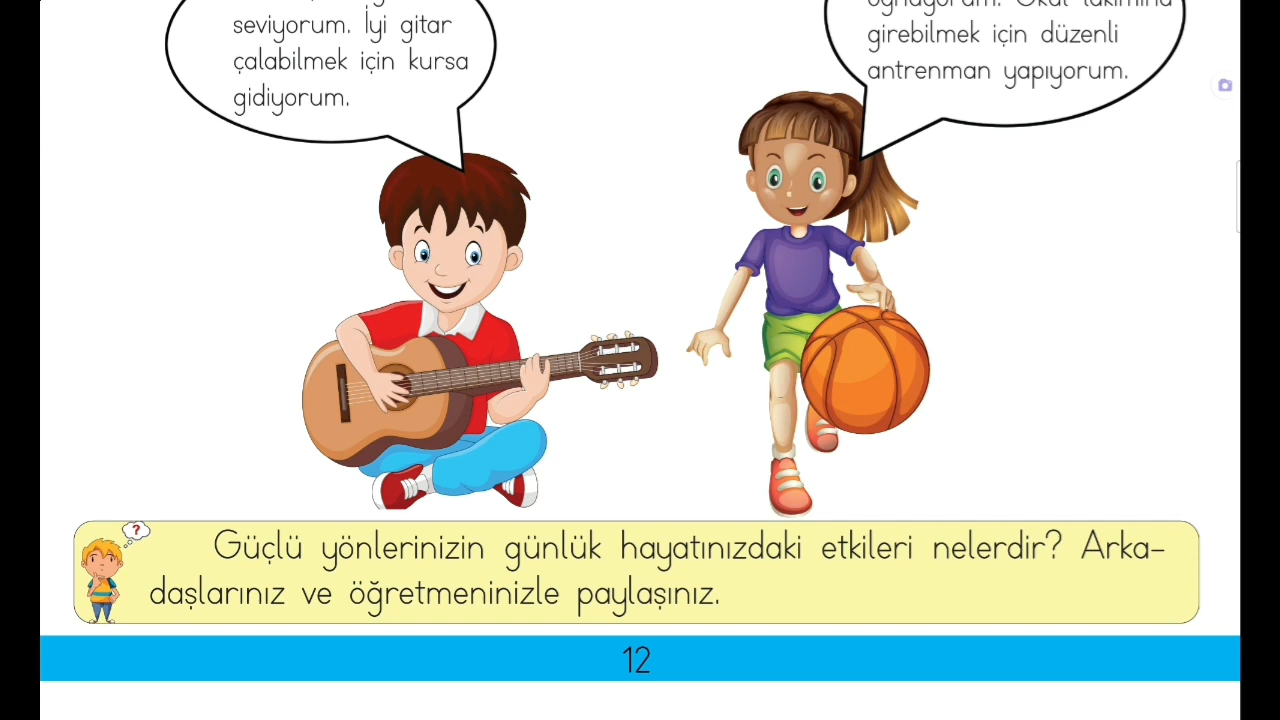 seviyorum. İyi gitar
çalabilmek için kursa
gidiyorum.
girebilmek için düzenli
antrenman yapıyorum.
?
Güçlü yönlerinizin günlük hayatınızdaki etkileri nelerdir? Arka-
daşlarınız ve öğretmeninizle paylaşınız.
12